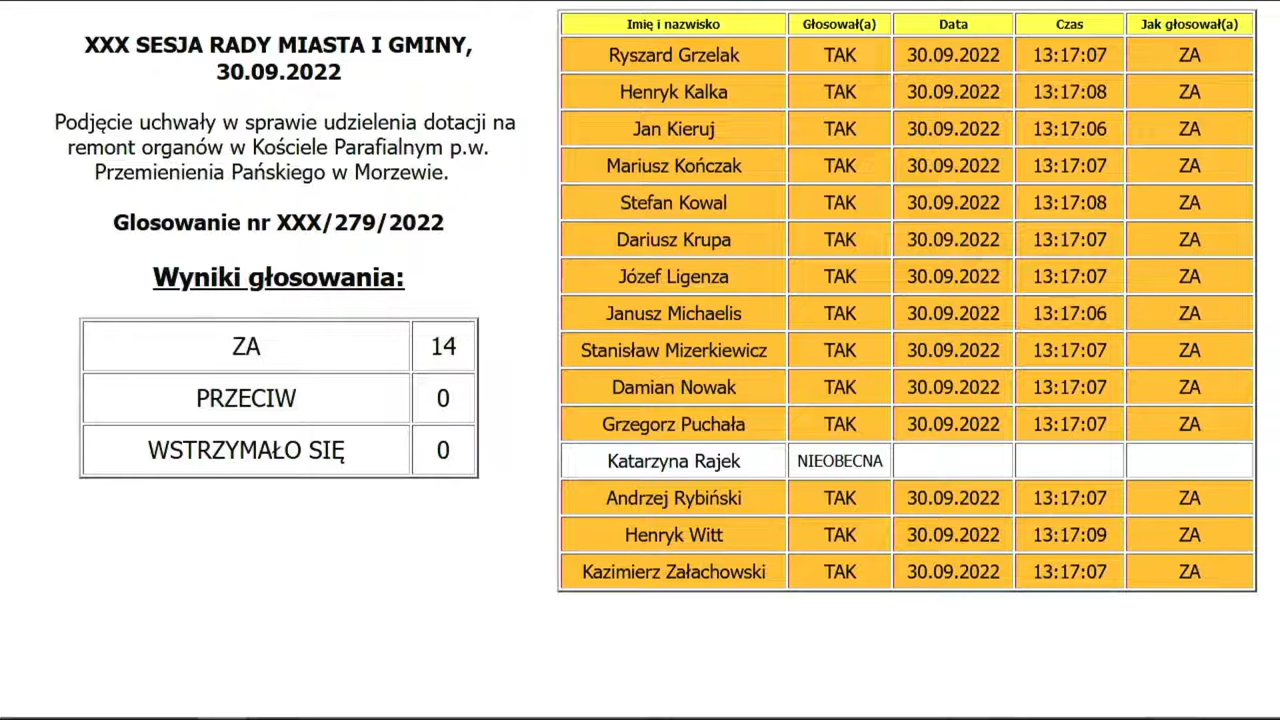 XXX SESJA RADY MIASTA I GMINY,
30.09.2022
Podjęcie uchwały w sprawie udzielenia dotacji na
remont organów w Kościele Parafialnym p.w.
Przemienienia Pańskiego w Morzewie.
Glosowanie nr XXX/279/2022
Wyniki głosowania:
ZA 14
PRZECIW 0
WSTRZYMAŁO SIĘ 0
Imię i nazwisko Głosował(a) Data Czas Jak głosował(a)
Ryszard Grzelak TAK 30.09.2022 13:17:07 ZA
Henryk Kalka TAK 30.09.2022 13:17:08 ZA
Jan Kieruj TAK 30.09.2022 13:17:06 ZA
Mariusz Kończak TAK 30.09.2022 13:17:07 ZA
Stefan Kowal TAK 30.09.2022 13:17:08 ZA
Dariusz Krupa TAK 30.09.2022 13:17:07 ZA
Józef Ligenza TAK 30.09.2022 13:17:07 ZA
Janusz Michaelis TAK 30.09.2022 13:17:06 ZA
Stanisław Mizerkiewicz TAK 30.09.2022 13:17:07 ZA
Damian Nowak TAK 30.09.2022 13:17:07 ZA
Grzegorz Puchała TAK 30.09.2022 13:17:07 ZA
Katarzyna Rajek NIEOBECNA
Andrzej Rybiński TAK 30.09.2022 13:17:07 ZA
Henryk Witt TAK 30.09.2022 13:17:09 ZA
Kazimierz Załachowski TAK 30.09.2022 13:17:07 ZA